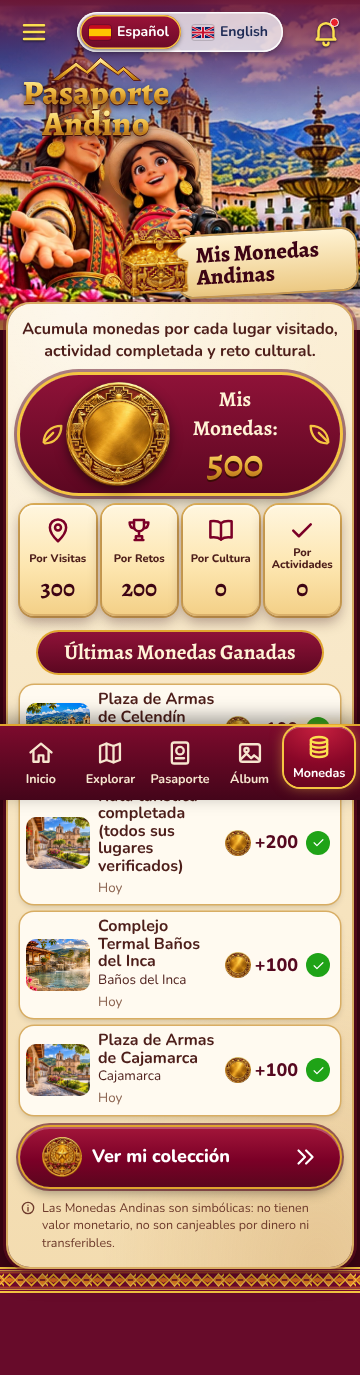 Español
English
Pasaporte
Andino
Mis Monedas
Andinas
Acumula monedas por cada lugar visitado,
actividad completada y reto cultural.
Mis
Monedas:
500
Por Visitas
300
Por Retos
200
Por Cultura
0
Por
Actividades
0
Últimas Monedas Ganadas
Plaza de Armas
de Celendín
Inicio
Explorar
Pasaporte
Álbum
Monedas
completada
(todos sus
lugares
verificados)
Hoy
+200
Complejo
Termal Baños
del Inca
Baños del Inca
Hoy
+100
Plaza de Armas
de Cajamarca
Cajamarca
Hoy
+100
Ver mi colección
Las Monedas Andinas son simbólicas: no tienen
valor monetario, no son canjeables por dinero ni
transferibles.